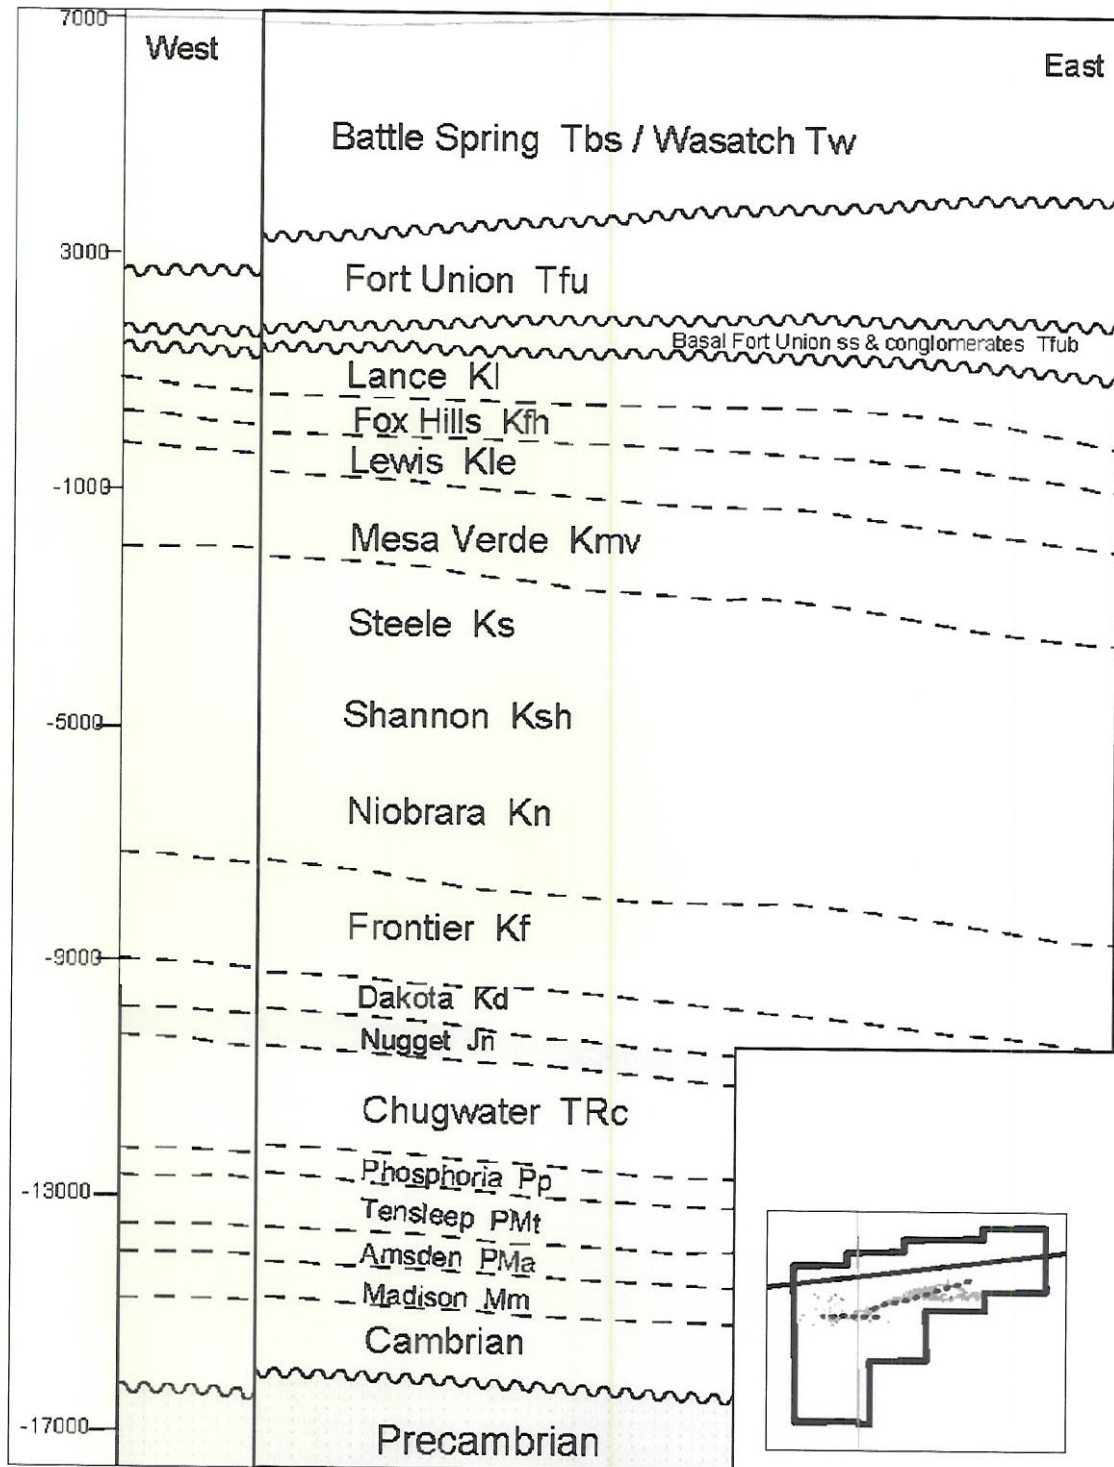 7000
West
East
Battle Spring Tbs / Wasatch Tw
3000
Fort Union Tfu
Basal Fort Union ss & conglomerates Tfub
Lance Kl
Fox Hills Kfh
Lewis Kle
-1000
Mesa Verde Kmv
Steele Ks
-5000
Shannon Ksh
Niobrara Kn
Frontier Kf
-9000
Dakota Kd
Nugget Jn
Chugwater TRc
Phosphoria Pp
-13000
Tensleep PMt
Amsden PMa
Madison Mm
Cambrian
-17000
Precambrian